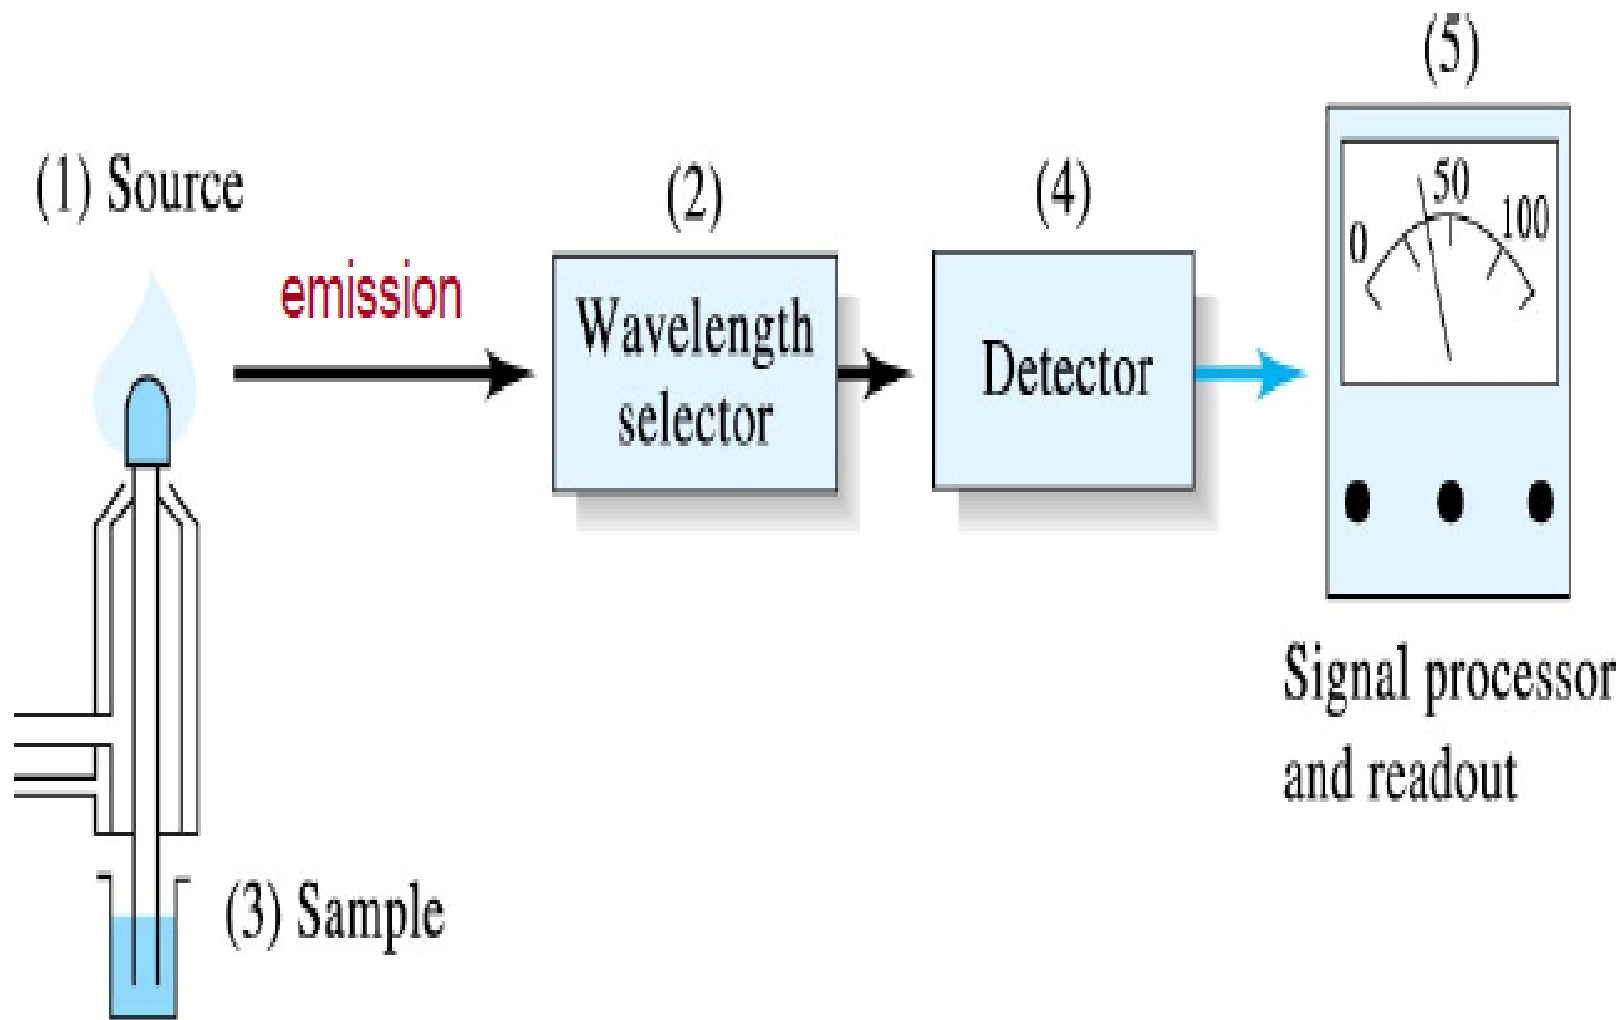 (1) Source
emission
(2)
Wavelength
selector
(4)
Detector
(5)
0
50
100
Signal processor
and readout
(3) Sample